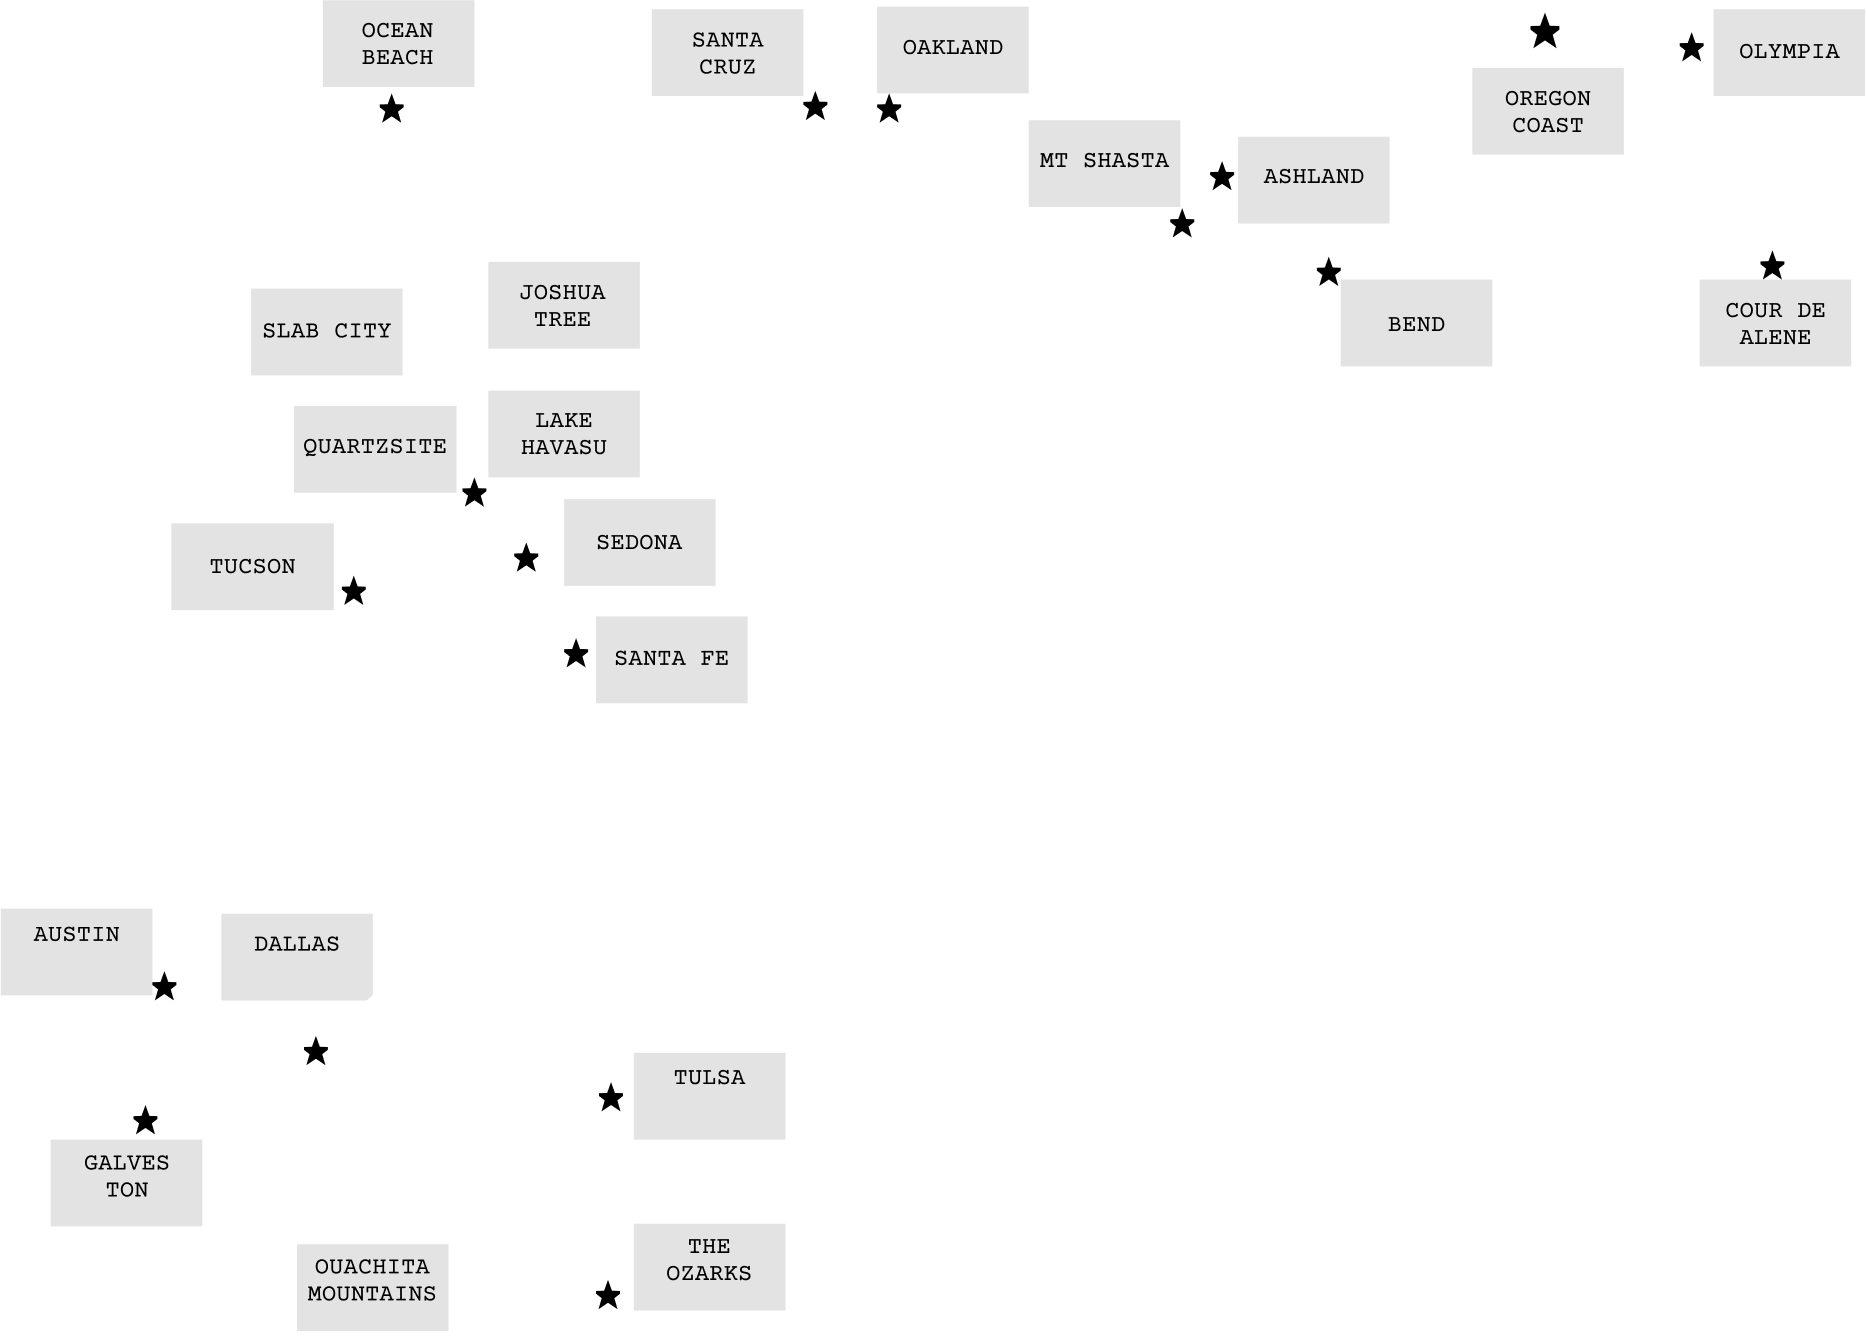 OCEAN
BEACH
SANTA
CRUZ
OAKLAND
OLYMPIA
OREGON
COAST
MT SHASTA
ASHLAND
JOSHUA
TREE
SLAB CITY
BEND
COUR DE
ALENE
LAKE
HAVASU
QUARTZSITE
SEDONA
TUCSON
SANTA FE
AUSTIN
DALLAS
TULSA
GALVES
TON
THE
OZARKS
OUACHITA
MOUNTAINS